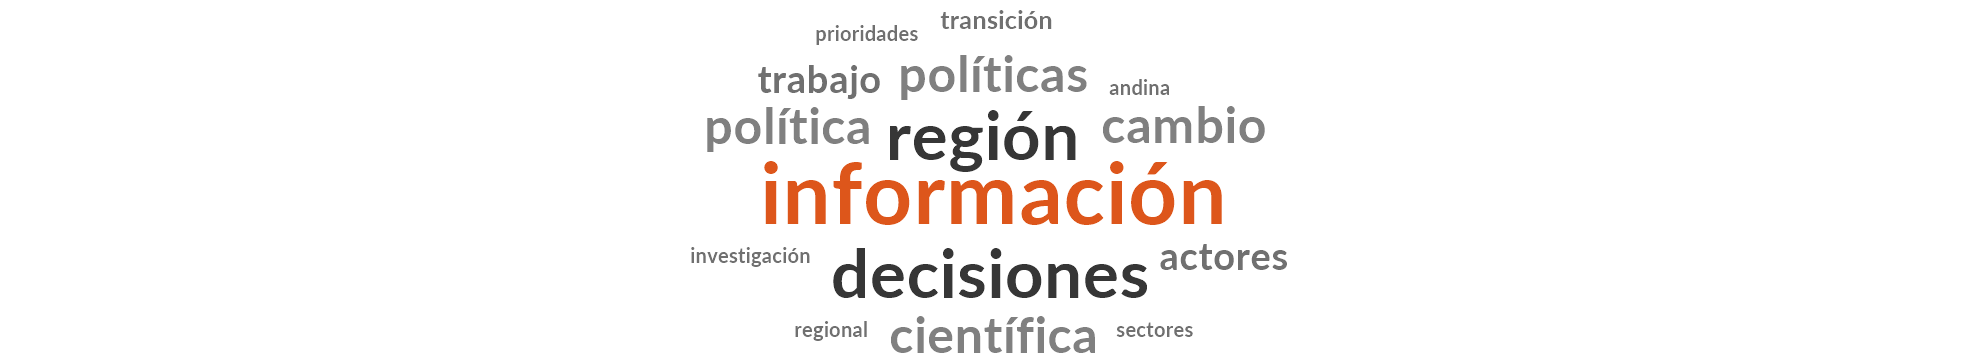 transición
prioridades
trabajo políticas andina
política región cambio
información
investigación decisiones actores
regional científica sectores